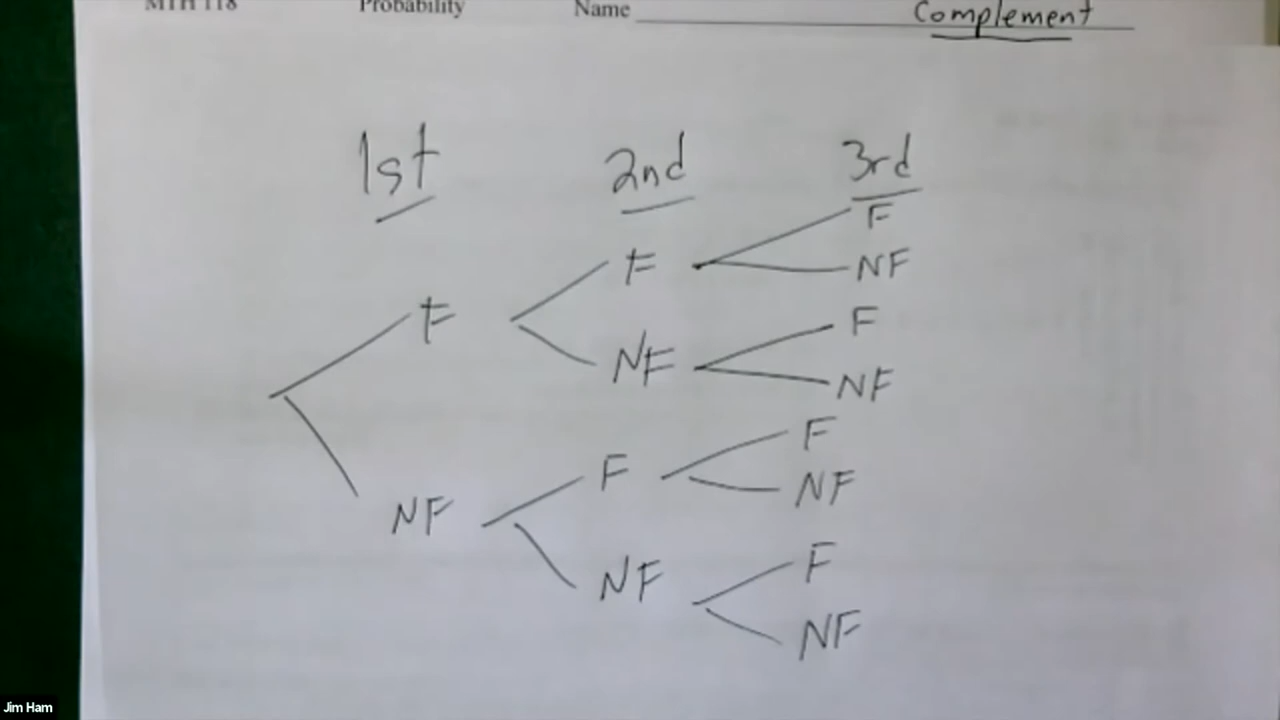 MTH 118 Probability Name Complement
1st 2nd 3rd
F
F NF
F F
NF NF
F F
NF NF
NF F
NF
Jim Ham